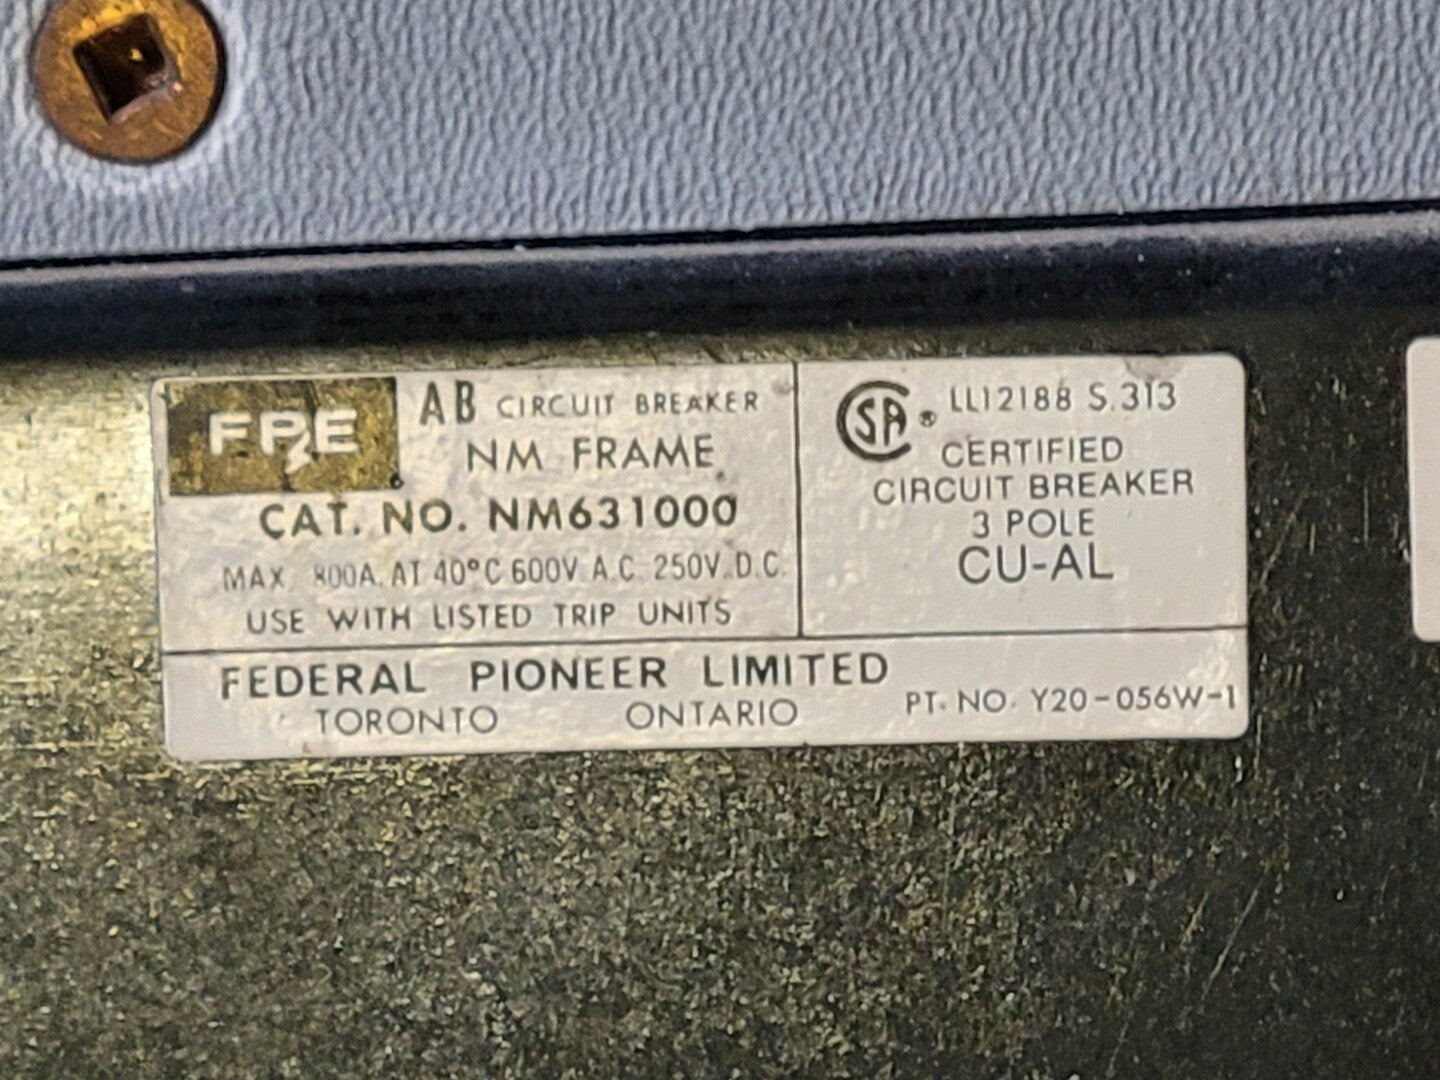 FPE
AB CIRCUIT BREAKER
NM FRAME
CAT. NO. NM631000
MAX. 800A. AT 40°C 600V A.C. 250V. D.C.
USE WITH LISTED TRIP UNITS
CSA® LL12188 S.313
CERTIFIED
CIRCUIT BREAKER
3 POLE
CU-AL
FEDERAL PIONEER LIMITED
TORONTO ONTARIO
PT. NO. Y20-056W-1